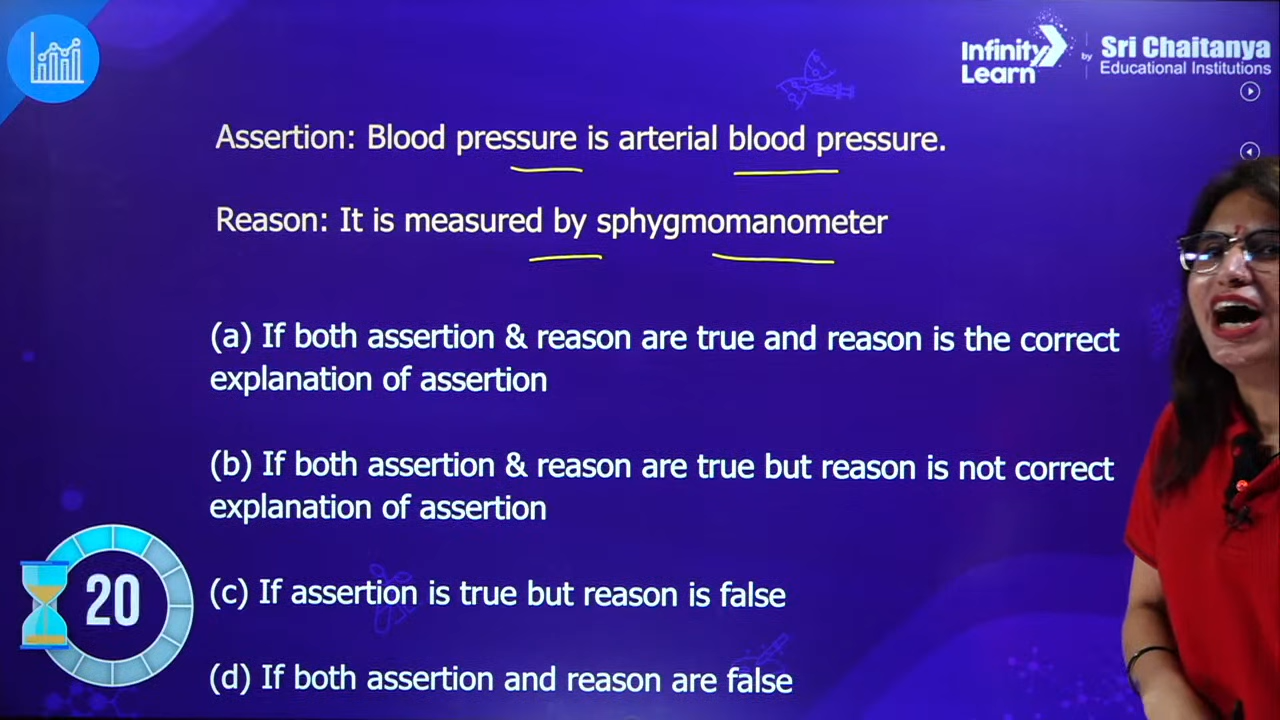 Infinity Learn by Sri Chaitanya Educational Institutions
Assertion: Blood pressure is arterial blood pressure.
Reason: It is measured by sphygmomanometer
(a) If both assertion & reason are true and reason is the correct
explanation of assertion
(b) If both assertion & reason are true but reason is not correct
explanation of assertion
20
(c) If assertion is true but reason is false
(d) If both assertion and reason are false